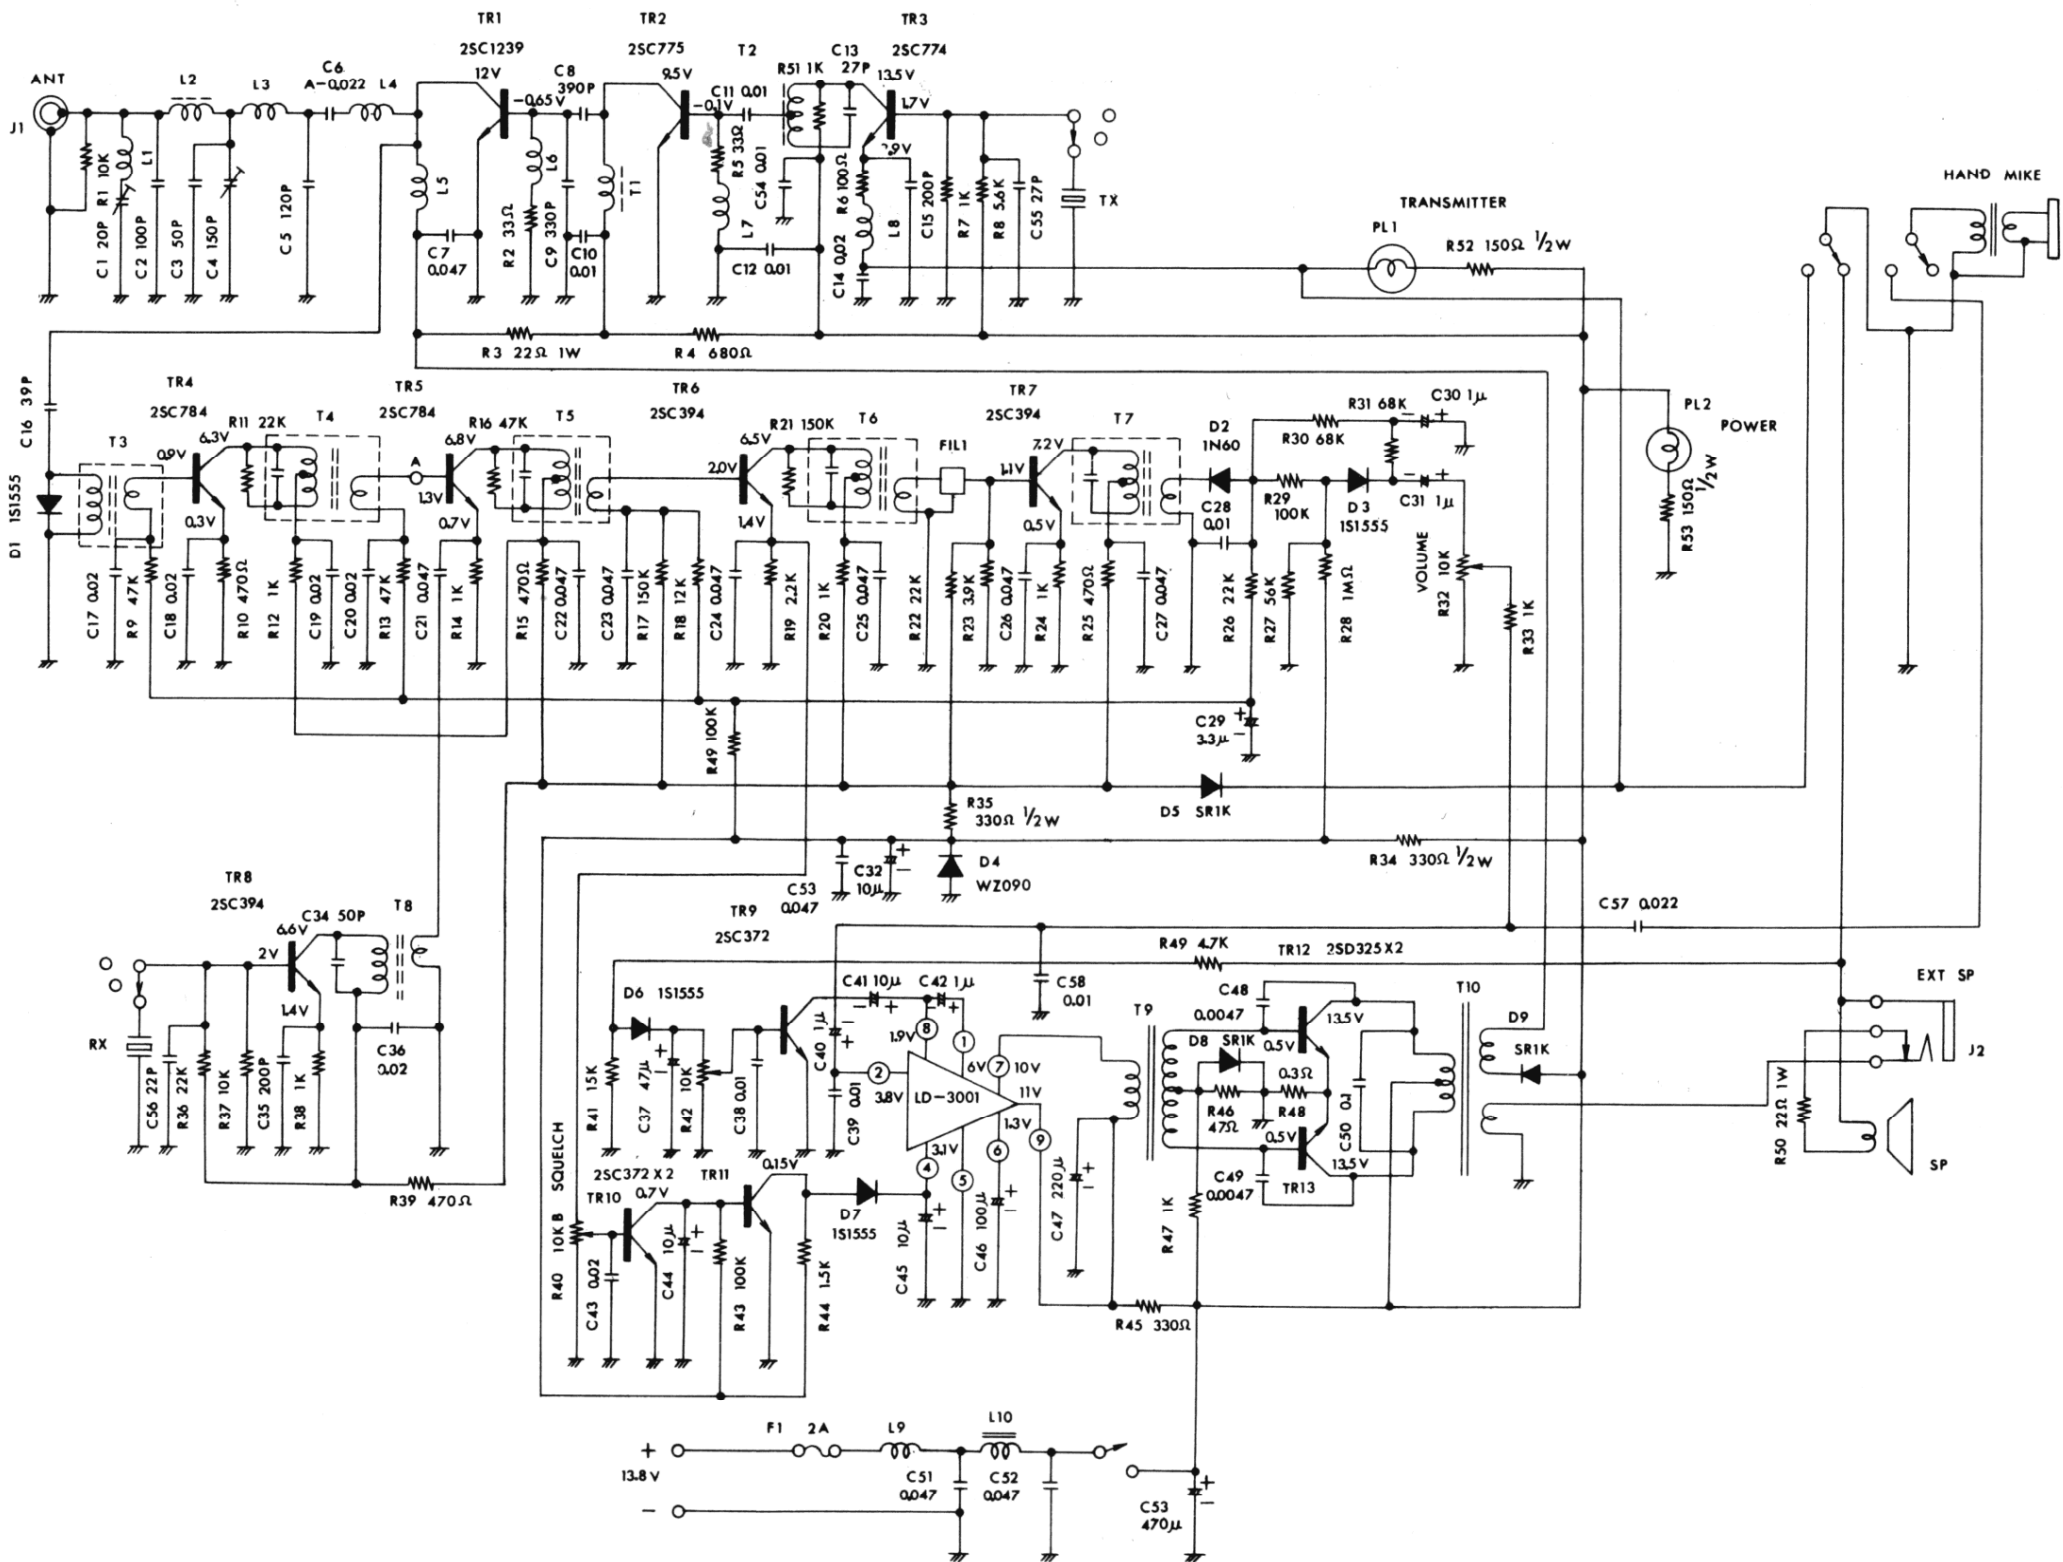 TR1
2SC1239
12V
-0.65V
TR2
2SC775
9.5V
-0.1V
T2
C13
27P
TR3
2SC774
13.5V
1.7V
ANT
J1
L2
L3
C6
A-0.022
L4
C8
390P
C11 0.01
R51 1K
R1 10K
L1
C1 20P
C2 100P
C3 50P
C4 150P
C5 120P
L5
C7
0.047
L6
R2 33Ω
C9 330P
T1
C10
0.01
R5 33Ω
L7
C54 0.01
C12 0.01
R6 100Ω
L8
C14 0.02
C15 200P
R7 1K
R8 5.6K
C55 27P
TX
TRANSMITTER
PL1
R52 150Ω 1/2W
HAND MIKE
R3 22Ω 1W
R4 680Ω
C16 39P
D1 1S1555
T3
TR4
2SC784
0.9V
6.3V
0.3V
R11 22K
T4
TR5
2SC784
A
6.8V
1.3V
0.7V
R16 47K
T5
TR6
2SC394
6.5V
2.0V
1.4V
R21 150K
T6
FIL1
TR7
2SC394
7.2V
1.1V
0.5V
T7
D2
1N60
R31 68K
R30 68K
C30 1μ
C28
0.01
R29
100K
D3
1S1555
C31 1μ
PL2
POWER
R53 150Ω 1/2W
C17 0.02
R9 47K
C18 0.02
R10 470Ω
R12 1K
C19 0.02
C20 0.02
R13 47K
C21 0.047
R14 1K
R15 470Ω
C22 0.047
C23 0.047
R17 150K
R18 12K
C24 0.047
R19 2.2K
R20 1K
C25 0.047
R22 22K
R23 3.9K
C26 0.047
R24 1K
R25 470Ω
C27 0.047
R26 22K
R27 56K
R28 1MΩ
VOLUME
R32 10K
R33 1K
R49 100K
C29
3.3μ
D5 SR1K
R35
330Ω 1/2W
R34 330Ω 1/2W
C53
0.047
C32
10μ
D4
WZ090
C57 0.022
TR8
2SC394
6.6V
2V
1.4V
C34 50P
T8
RX
C56 22P
R36 22K
R37 10K
C35 200P
R38 1K
C36
0.02
R39 470Ω
TR9
2SC372
D6 1S1555
R41 15K
C37 47μ
R42 10K
C38 0.01
C41 10μ
C42 1μ
C40 1μ
C39 0.01
C58
0.01
R49 4.7K
1.9V
8
1
6V
7
10V
2
3.8V
LD-3001
11V
1.3V
3.1V
4
5
6
9
T9
TR12 2SD325X2
C48
0.0047
13.5V
0.5V
D8
SR1K
0.3Ω
R46
47Ω
R48
C50 0.1
0.5V
13.5V
C49
0.0047
TR13
T10
D9
SR1K
EXT SP
J2
R50 22Ω 1W
SP
SQUELCH
R40 10KB
2SC372X2
TR10
0.7V
TR11
0.15V
C43 0.02
C44 10μ
R43 100K
R44 1.5K
D7
1S1555
C45 10μ
C46 100μ
C47 220μ
R47 1K
R45 330Ω
F1 2A
L9
L10
+
13.8V
−
C51
0.047
C52
0.047
C53
470μ